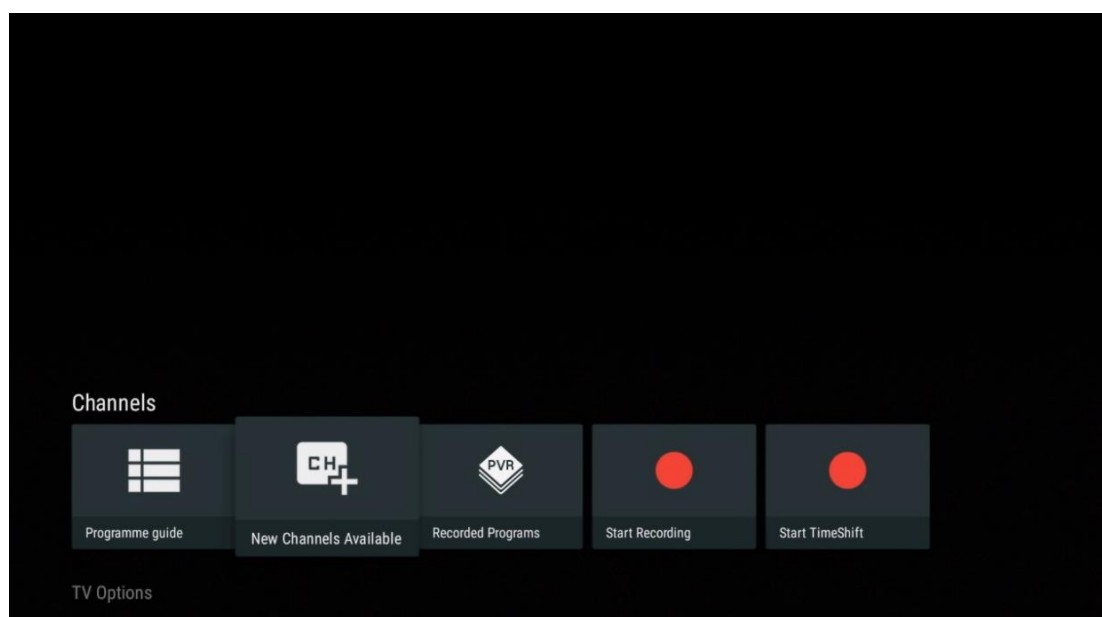 Channels
CH
PVR
Programme guide
New Channels Available
Recorded Programs
Start Recording
Start TimeShift
TV Options